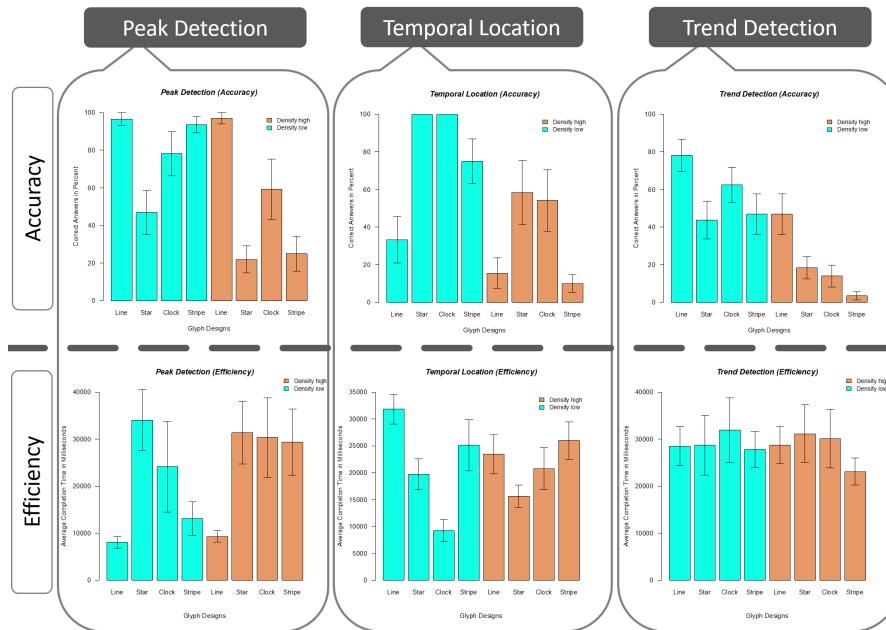 Peak Detection
Temporal Location
Trend Detection
Accuracy
Peak Detection (Accuracy)
Correct Answers in Percent
100
80
60
40
20
0
Density high
Density low
Line Star Clock Stripe Line Star Clock Stripe
Glyph Designs
Temporal Location (Accuracy)
Correct Answers in Percent
100
80
60
40
20
0
Density high
Density low
Line Star Clock Stripe Line Star Clock Stripe
Glyph Designs
Trend Detection (Accuracy)
Correct Answers in Percent
100
80
60
40
20
0
Density high
Density low
Line Star Clock Stripe Line Star Clock Stripe
Glyph Designs
Efficiency
Peak Detection (Efficiency)
Average Completion Time in Milliseconds
40000
30000
20000
10000
0
Density high
Density low
Line Star Clock Stripe Line Star Clock Stripe
Glyph Designs
Temporal Location (Efficiency)
Average Completion Time in Milliseconds
35000
30000
25000
20000
15000
10000
5000
0
Density high
Density low
Line Star Clock Stripe Line Star Clock Stripe
Glyph Designs
Trend Detection (Efficiency)
Average Completion Time in Milliseconds
40000
30000
20000
10000
0
Density high
Density low
Line Star Clock Stripe Line Star Clock Stripe
Glyph Designs